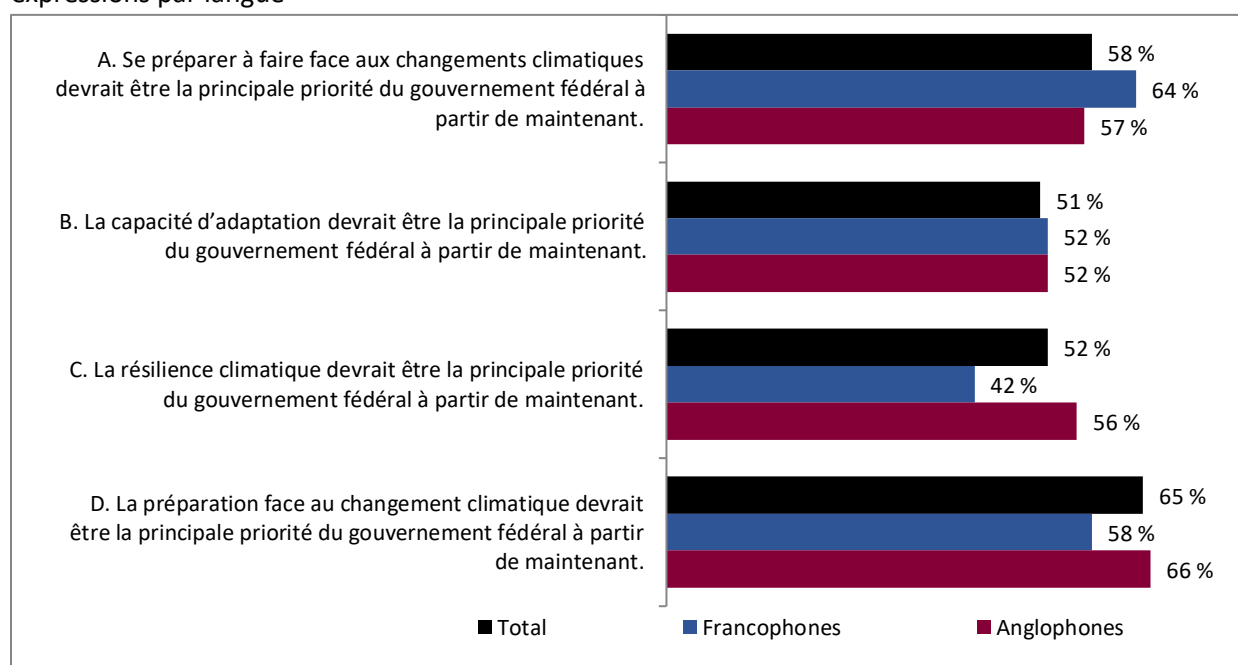 expressions par langue
A. Se préparer à faire face aux changements climatiques
devrait être la principale priorité du gouvernement fédéral à
partir de maintenant.
58 %
64 %
57 %
B. La capacité d’adaptation devrait être la principale priorité
du gouvernement fédéral à partir de maintenant.
51 %
52 %
52 %
C. La résilience climatique devrait être la principale priorité
du gouvernement fédéral à partir de maintenant.
52 %
42 %
56 %
D. La préparation face au changement climatique devrait
être la principale priorité du gouvernement fédéral à partir
de maintenant.
65 %
58 %
66 %
Total Francophones Anglophones